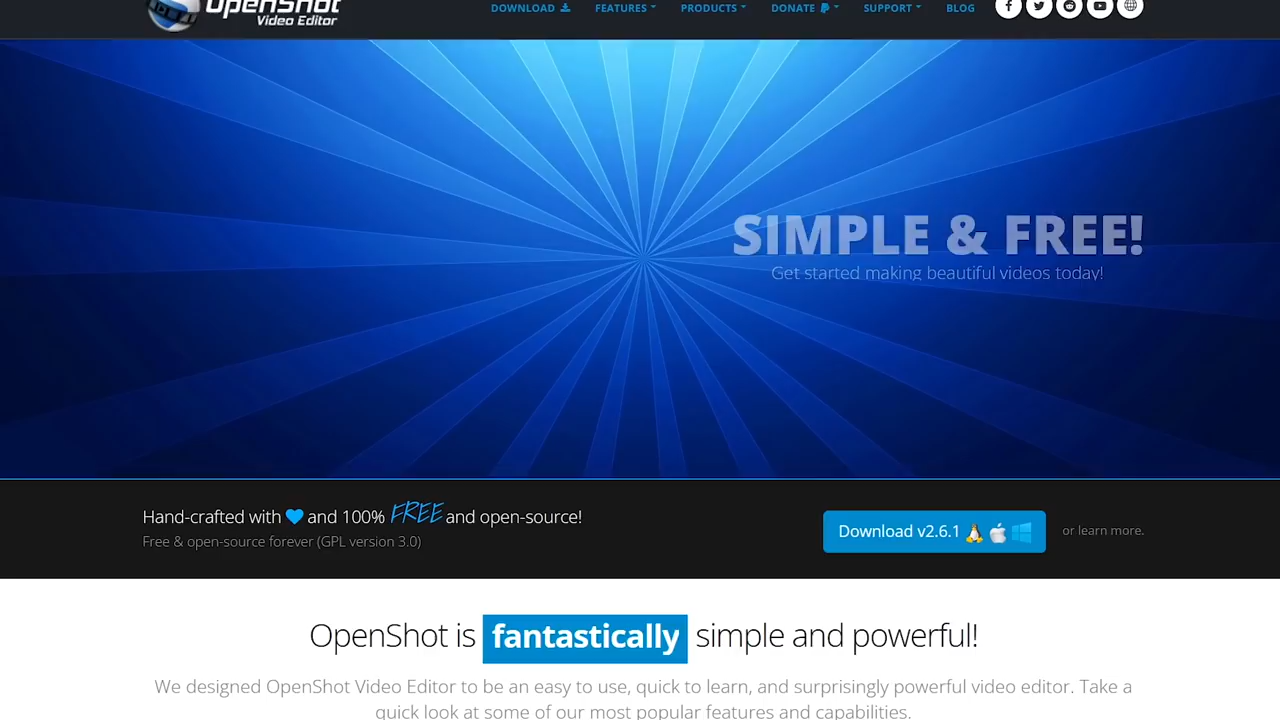 OpenShot
Video Editor
DOWNLOAD FEATURES PRODUCTS DONATE SUPPORT BLOG
SIMPLE & FREE!
Get started making beautiful videos today!
Hand-crafted with and 100% FREE and open-source!
Free & open-source forever (GPL version 3.0)
Download v2.6.1 or learn more.
OpenShot is fantastically simple and powerful!
We designed OpenShot Video Editor to be an easy to use, quick to learn, and surprisingly powerful video editor. Take a
quick look at some of our most popular features and capabilities.